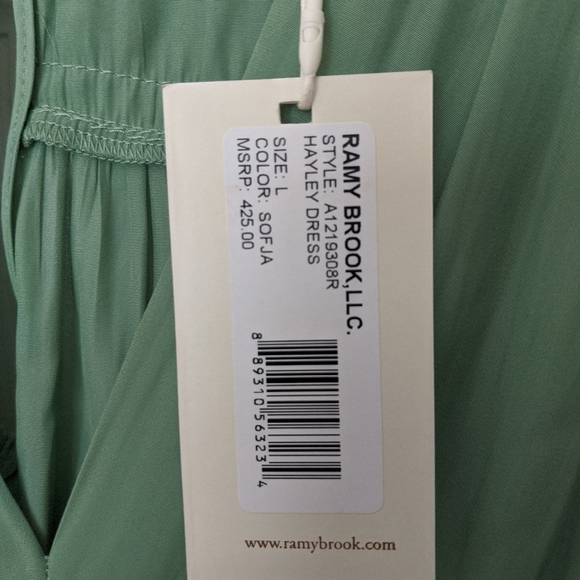 RAMY BROOK,LLC.
STYLE: A1219308R
HAYLEY DRESS
SIZE: L
COLOR: SOFJA
MSRP: 425.00
8 89310 56323 4
www.ramybrook.com